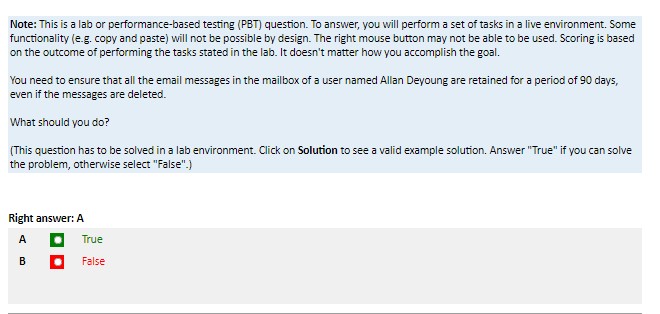 Note: This is a lab or performance-based testing (PBT) question. To answer, you will perform a set of tasks in a live environment. Some
functionality (e.g. copy and paste) will not be possible by design. The right mouse button may not be able to be used. Scoring is based
on the outcome of performing the tasks stated in the lab. It doesn't matter how you accomplish the goal.
You need to ensure that all the email messages in the mailbox of a user named Allan Deyoung are retained for a period of 90 days,
even if the messages are deleted.
What should you do?
(This question has to be solved in a lab environment. Click on Solution to see a valid example solution. Answer "True" if you can solve
the problem, otherwise select "False".)
Right answer: A
A True
B False